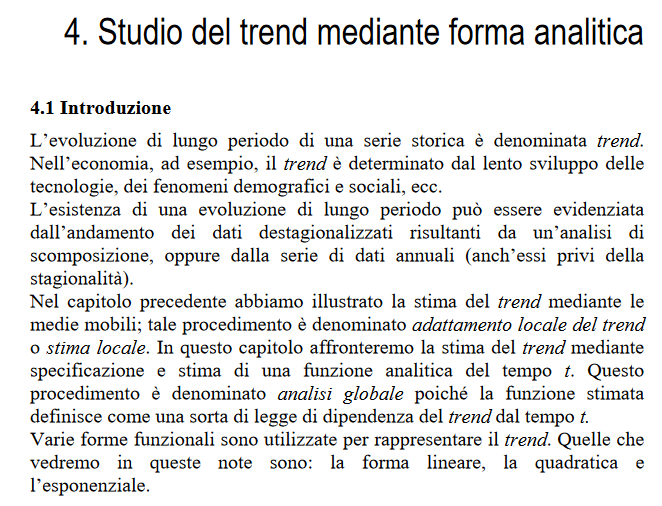 4. Studio del trend mediante forma analitica
4.1 Introduzione
L’evoluzione di lungo periodo di una serie storica è denominata trend.
Nell’economia, ad esempio, il trend è determinato dal lento sviluppo delle
tecnologie, dei fenomeni demografici e sociali, ecc.
L’esistenza di una evoluzione di lungo periodo può essere evidenziata
dall’andamento dei dati destagionalizzati risultanti da un’analisi di
scomposizione, oppure dalla serie di dati annuali (anch’essi privi della
stagionalità).
Nel capitolo precedente abbiamo illustrato la stima del trend mediante le
medie mobili; tale procedimento è denominato adattamento locale del trend
o stima locale. In questo capitolo affronteremo la stima del trend mediante
specificazione e stima di una funzione analitica del tempo t. Questo
procedimento è denominato analisi globale poiché la funzione stimata
definisce come una sorta di legge di dipendenza del trend dal tempo t.
Varie forme funzionali sono utilizzate per rappresentare il trend. Quelle che
vedremo in queste note sono: la forma lineare, la quadratica e
l’esponenziale.